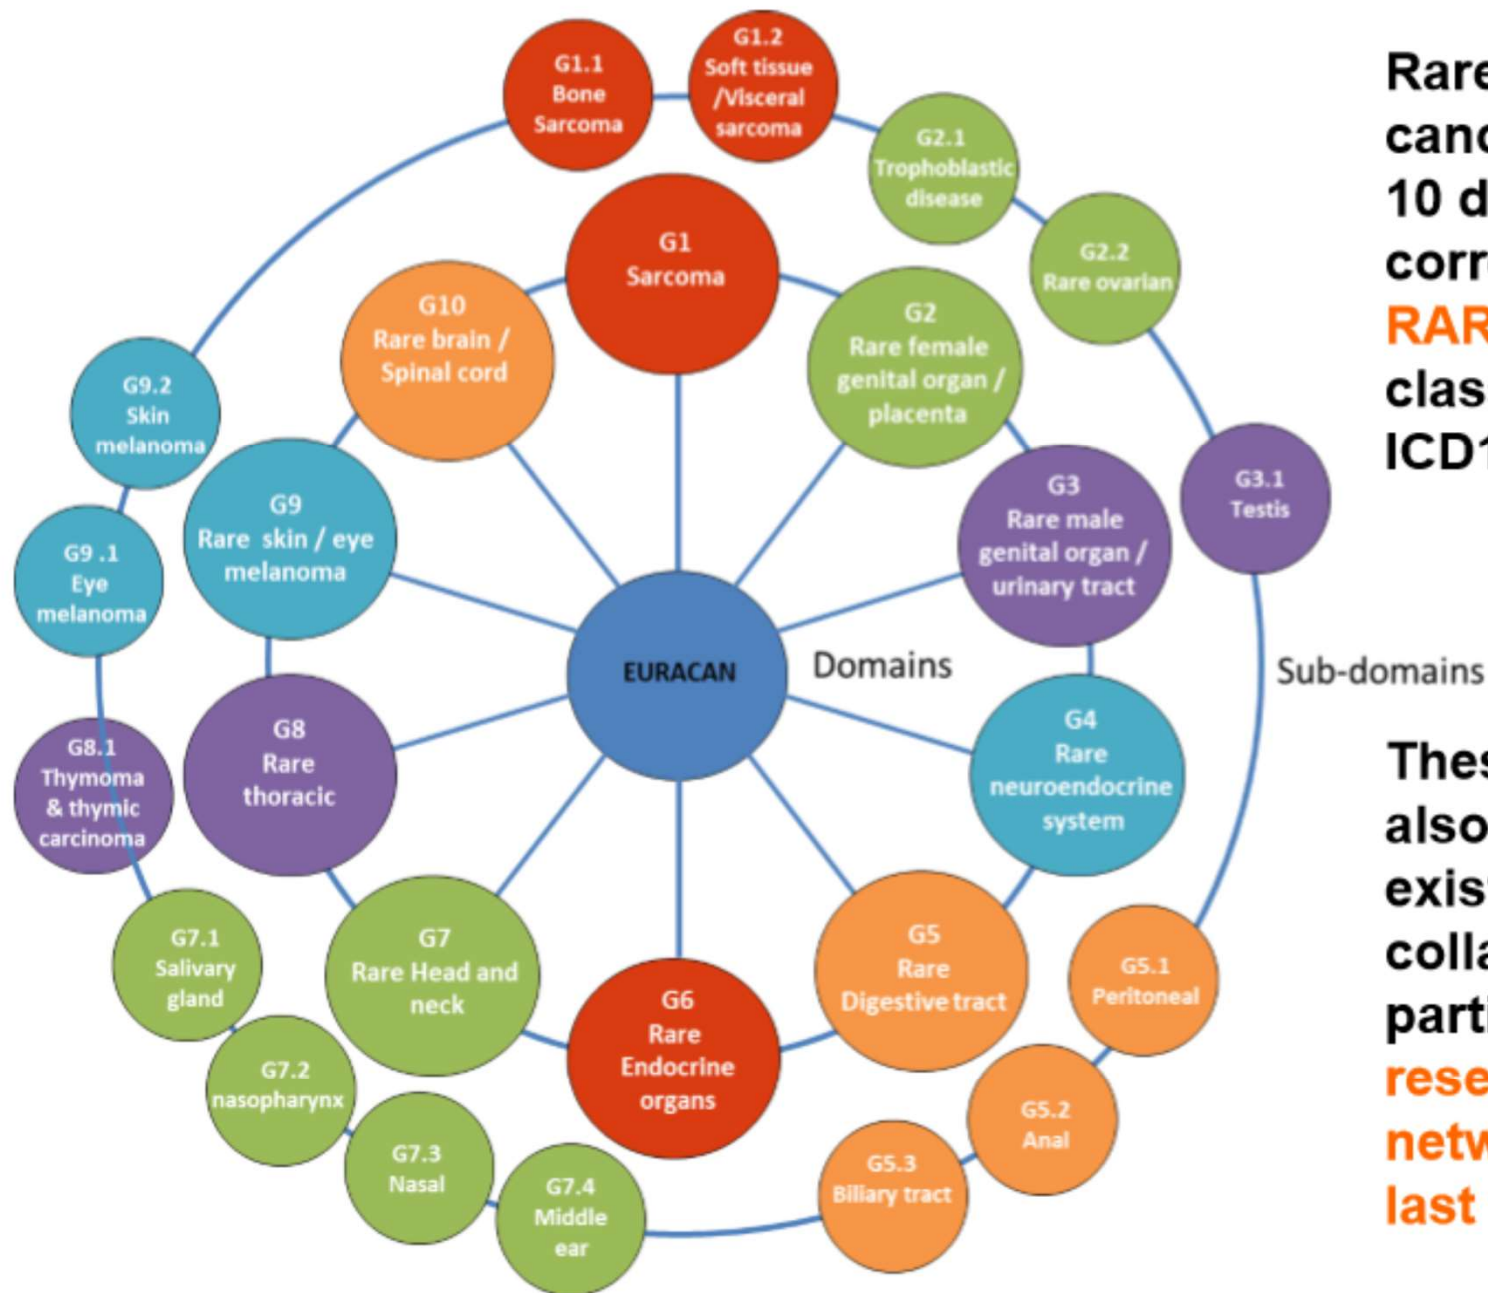 G1.1
Bone
Sarcoma
G1.2
Soft tissue
/Visceral
sarcoma
G2.1
Trophoblastic
disease
G2.2
Rare ovarian
G3.1
Testis
G1
Sarcoma
G2
Rare female
genital organ /
placenta
G3
Rare male
genital organ /
urinary tract
G4
Rare
neuroendocrine
system
G5
Rare
Digestive tract
G6
Rare
Endocrine
organs
G7
Rare Head and
neck
G8
Rare
thoracic
G9
Rare skin / eye
melanoma
G10
Rare brain /
Spinal cord
EURACAN
Domains
Sub-domains
G5.1
Peritoneal
G5.2
Anal
G5.3
Biliary tract
G7.4
Middle
ear
G7.3
Nasal
G7.2
nasopharynx
G7.1
Salivary
gland
G8.1
Thymoma
& thymic
carcinoma
G9 .1
Eye
melanoma
G9.2
Skin
melanoma
Rare
canc
10 d
corr
RAR
clas
ICD1
Thes
also
exis
colla
parti
rese
netw
last